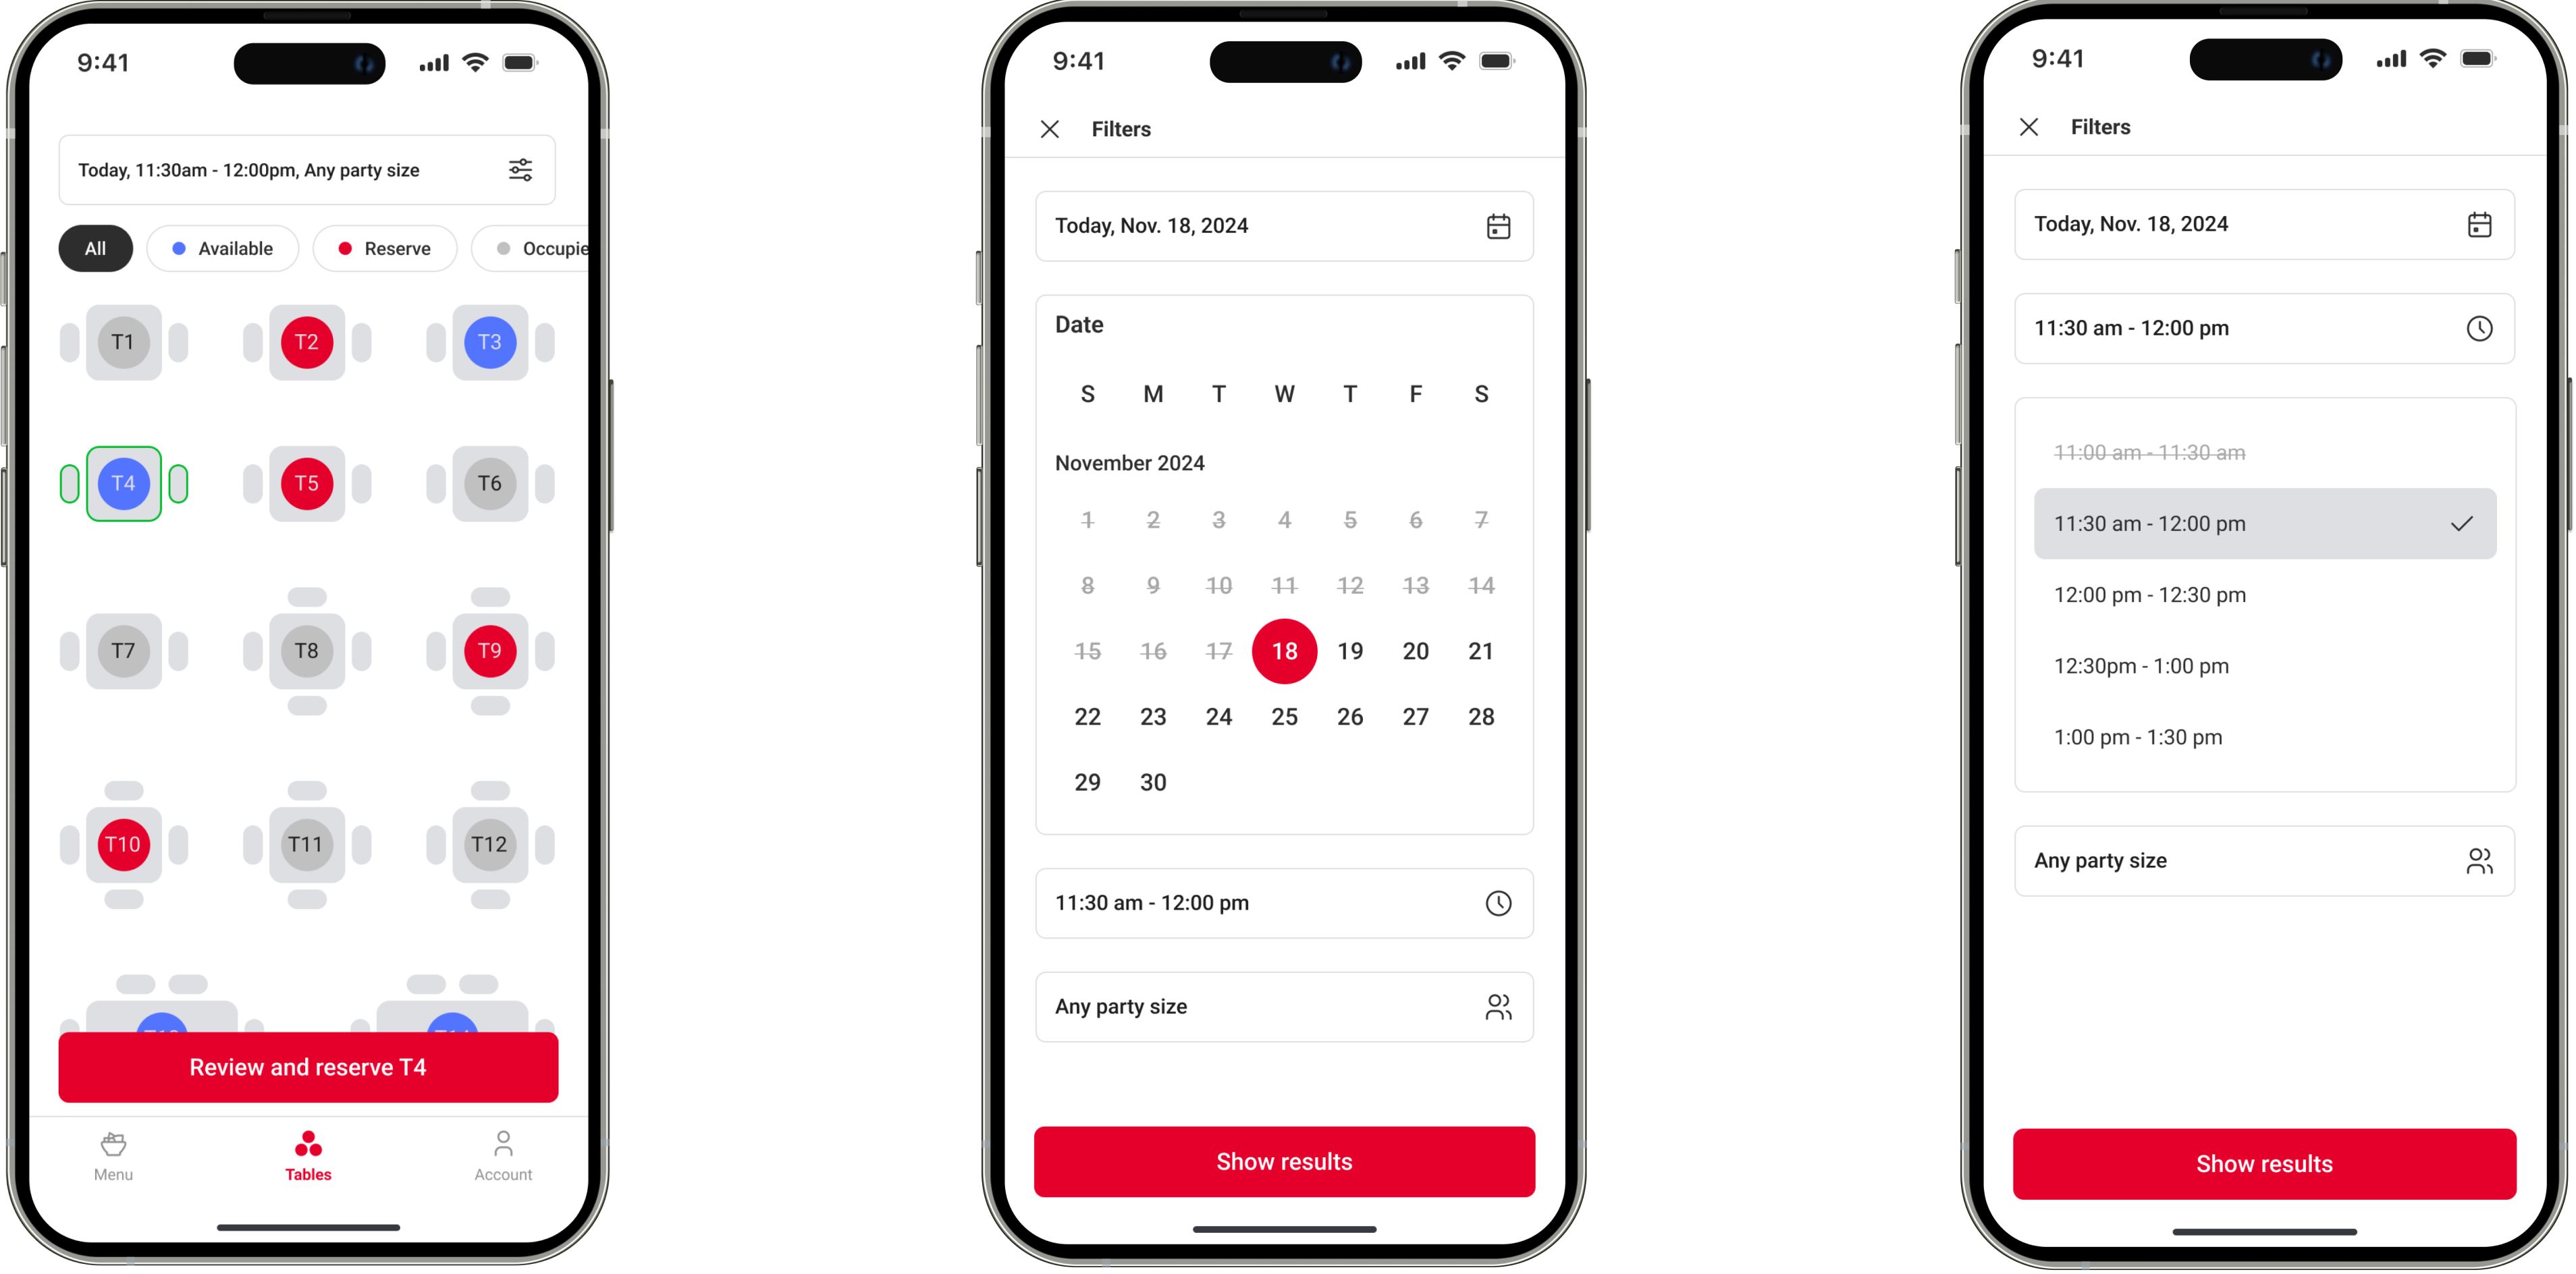 9:41
Today, 11:30am - 12:00pm, Any party size
All
Available
Reserve
Occupie
T1
T2
T3
T4
T5
T6
T7
T8
T9
T10
T11
T12
Review and reserve T4
Menu
Tables
Account
9:41
Filters
Today, Nov. 18, 2024
Date
S M T W T F S
November 2024
1 2 3 4 5 6 7
8 9 10 11 12 13 14
15 16 17 18 19 20 21
22 23 24 25 26 27 28
29 30
11:30 am - 12:00 pm
Any party size
Show results
9:41
Filters
Today, Nov. 18, 2024
11:30 am - 12:00 pm
11:00 am - 11:30 am
11:30 am - 12:00 pm
12:00 pm - 12:30 pm
12:30pm - 1:00 pm
1:00 pm - 1:30 pm
Any party size
Show results